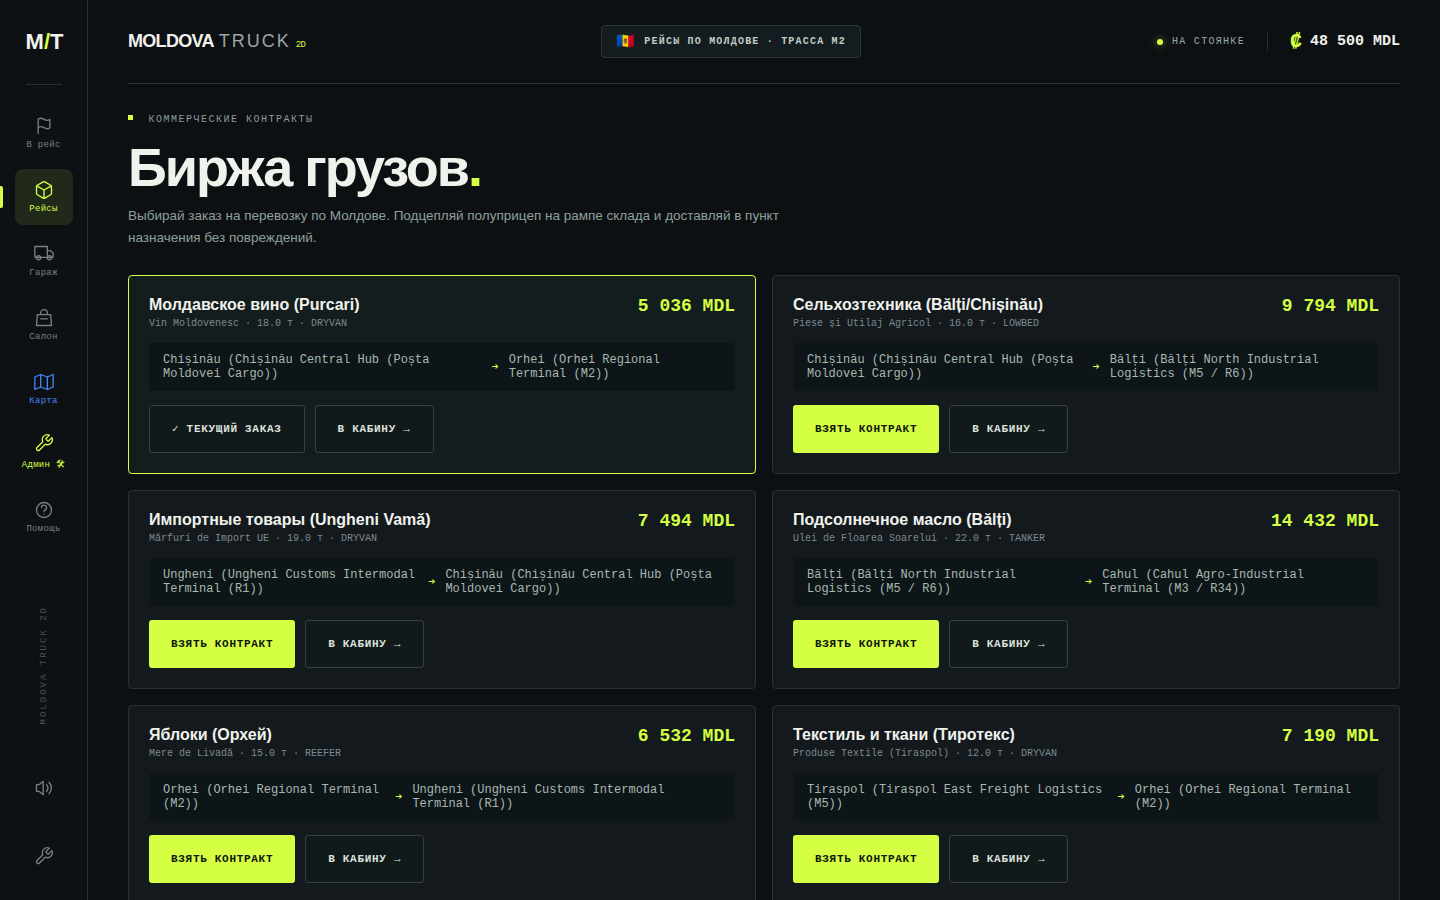 M/T
MOLDOVA TRUCK 2D
РЕЙСЫ ПО МОЛДОВЕ · ТРАССА M2
НА СТОЯНКЕ
₡ 48 500 MDL
В рейс
Рейсы
Гараж
Салон
Карта
Админ 🛠
Помощь
MOLDOVA TRUCK 2D
КОММЕРЧЕСКИЕ КОНТРАКТЫ
Биржа грузов.
Выбирай заказ на перевозку по Молдове. Подцепляй полуприцеп на рампе склада и доставляй в пункт
назначения без повреждений.
Молдавское вино (Purcari)
5 036 MDL
Vin Moldovenesc · 18.0 т · DRYVAN
Chișinău (Chișinău Central Hub (Poșta
Moldovei Cargo))
→
Orhei (Orhei Regional
Terminal (M2))
✓ ТЕКУЩИЙ ЗАКАЗ
В КАБИНУ →
Сельхозтехника (Bălți/Chișinău)
9 794 MDL
Piese și Utilaj Agricol · 16.0 т · LOWBED
Chișinău (Chișinău Central Hub (Poșta
Moldovei Cargo))
→
Bălți (Bălți North Industrial
Logistics (M5 / R6))
ВЗЯТЬ КОНТРАКТ
В КАБИНУ →
Импортные товары (Ungheni Vamă)
7 494 MDL
Mărfuri de Import UE · 19.0 т · DRYVAN
Ungheni (Ungheni Customs Intermodal
Terminal (R1))
→
Chișinău (Chișinău Central Hub (Poșta
Moldovei Cargo))
ВЗЯТЬ КОНТРАКТ
В КАБИНУ →
Подсолнечное масло (Bălți)
14 432 MDL
Ulei de Floarea Soarelui · 22.0 т · TANKER
Bălți (Bălți North Industrial
Logistics (M5 / R6))
→
Cahul (Cahul Agro-Industrial
Terminal (M3 / R34))
ВЗЯТЬ КОНТРАКТ
В КАБИНУ →
Яблоки (Орхей)
6 532 MDL
Mere de Livadă · 15.0 т · REEFER
Orhei (Orhei Regional Terminal
(M2))
→
Ungheni (Ungheni Customs Intermodal
Terminal (R1))
ВЗЯТЬ КОНТРАКТ
В КАБИНУ →
Текстиль и ткани (Тиротекс)
7 190 MDL
Produse Textile (Tiraspol) · 12.0 т · DRYVAN
Tiraspol (Tiraspol East Freight Logistics
(M5))
→
Orhei (Orhei Regional Terminal
(M2))
ВЗЯТЬ КОНТРАКТ
В КАБИНУ →